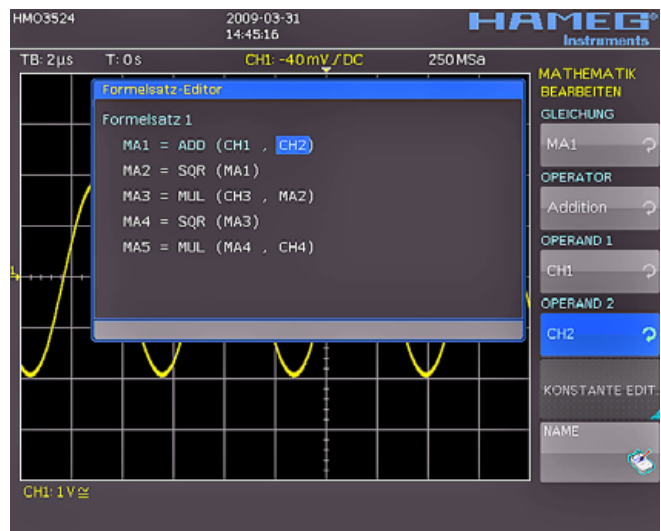 HMO3524
2009-03-31
14:45:16
HAMEG®
Instruments
TB: 2µs T: 0s CH1: -40mV ƒ DC 250MSa
Formelsatz-Editor
Formelsatz 1
MA1 = ADD (CH1 , CH2)
MA2 = SQR (MA1)
MA3 = MUL (CH3 , MA2)
MA4 = SQR (MA3)
MA5 = MUL (MA4 , CH4)
MATHEMATIK
BEARBEITEN
GLEICHUNG
MA1
OPERATOR
Addition
OPERAND 1
CH1
OPERAND 2
CH2
KONSTANTE EDIT.
NAME
1
CH1: 1V≅